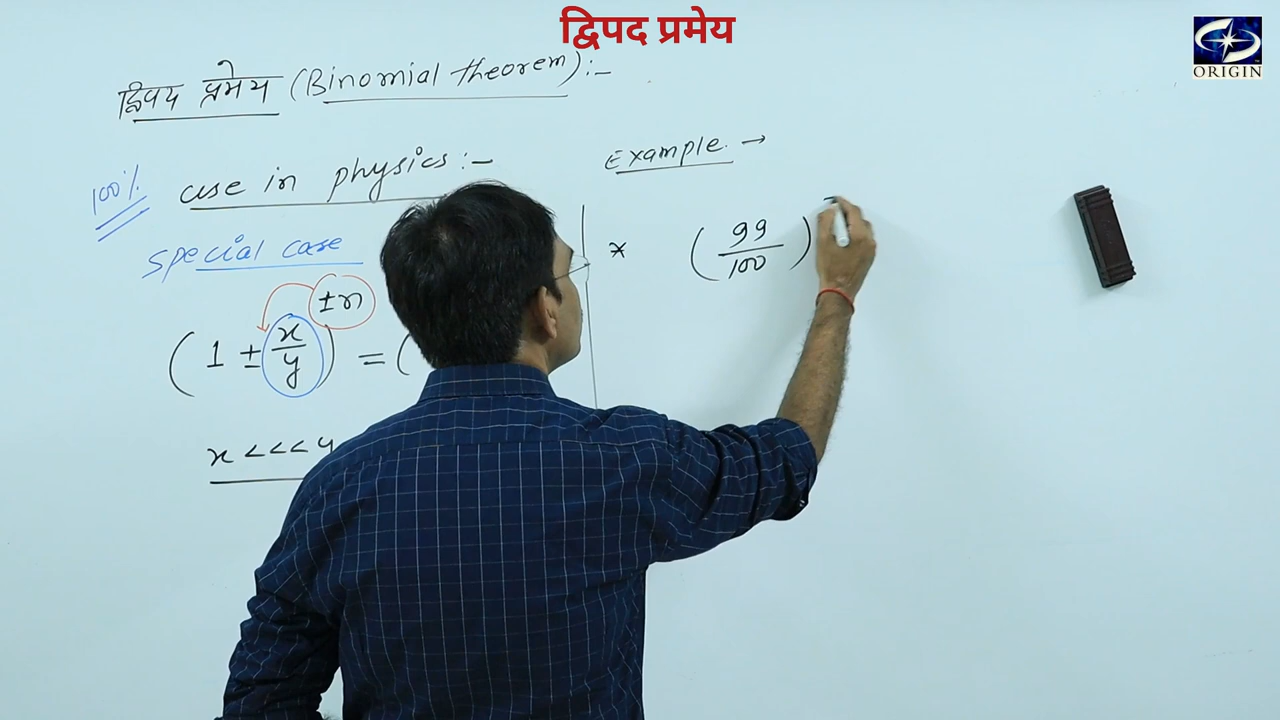 द्विपद प्रमेय
ORIGIN
द्विपद प्रमेय (Binomial theorem):-
100% use in physics:-
special case
(1 ± x/y)^±n = (
x <<< y
Example →
* (99/100)